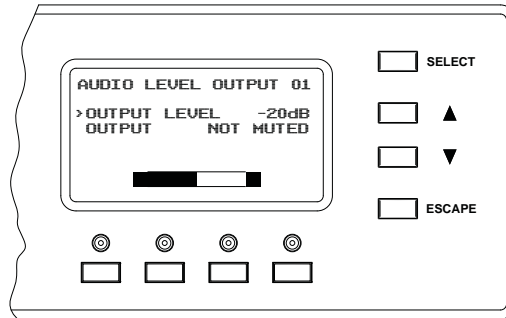 AUDIO LEVEL OUTPUT 01
>OUTPUT LEVEL -20dB
OUTPUT NOT MUTED
SELECT
▲
▼
ESCAPE